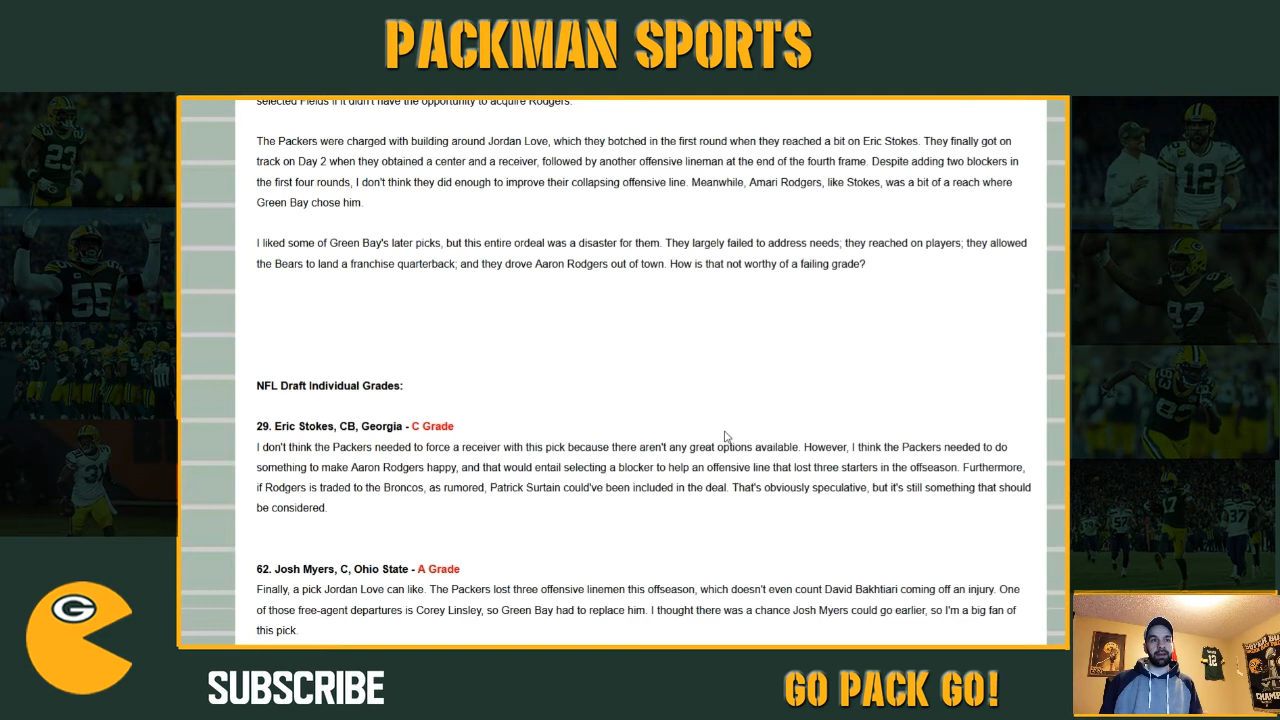 PACKMAN SPORTS
selected Fields if it didn't have the opportunity to acquire Rodgers.
The Packers were charged with building around Jordan Love, which they botched in the first round when they reached a bit on Eric Stokes. They finally got on
track on Day 2 when they obtained a center and a receiver, followed by another offensive lineman at the end of the fourth frame. Despite adding two blockers in
the first four rounds, I don't think they did enough to improve their collapsing offensive line. Meanwhile, Amari Rodgers, like Stokes, was a bit of a reach where
Green Bay chose him.
I liked some of Green Bay's later picks, but this entire ordeal was a disaster for them. They largely failed to address needs; they reached on players; they allowed
the Bears to land a franchise quarterback; and they drove Aaron Rodgers out of town. How is that not worthy of a failing grade?
NFL Draft Individual Grades:
29. Eric Stokes, CB, Georgia - C Grade
I don't think the Packers needed to force a receiver with this pick because there aren't any great options available. However, I think the Packers needed to do
something to make Aaron Rodgers happy, and that would entail selecting a blocker to help an offensive line that lost three starters in the offseason. Furthermore,
if Rodgers is traded to the Broncos, as rumored, Patrick Surtain could've been included in the deal. That's obviously speculative, but it's still something that should
be considered.
62. Josh Myers, C, Ohio State - A Grade
Finally, a pick Jordan Love can like. The Packers lost three offensive linemen this offseason, which doesn't even count David Bakhtiari coming off an injury. One
of those free-agent departures is Corey Linsley, so Green Bay had to replace him. I thought there was a chance Josh Myers could go earlier, so I'm a big fan of
this pick.
23
12
55
87
37
57
G
12
SUBSCRIBE
GO PACK GO!